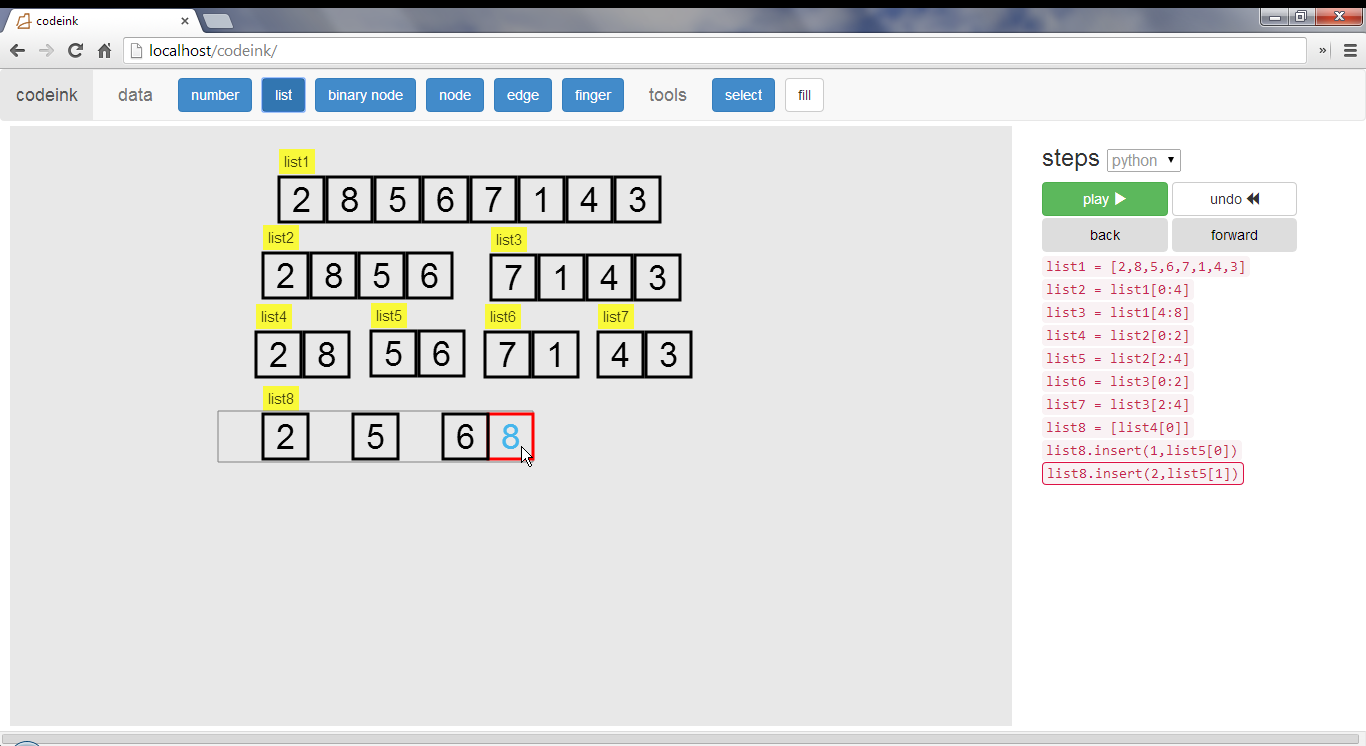 codeink
localhost/codeink/
codeink data number list binary node node edge finger tools select fill
list1
2 8 5 6 7 1 4 3
list2 list3
2 8 5 6 7 1 4 3
list4 list5 list6 list7
2 8 5 6 7 1 4 3
list8
2 5 6 8
steps python
play undo
back forward
list1 = [2,8,5,6,7,1,4,3]
list2 = list1[0:4]
list3 = list1[4:8]
list4 = list2[0:2]
list5 = list2[2:4]
list6 = list3[0:2]
list7 = list3[2:4]
list8 = [list4[0]]
list8.insert(1,list5[0])
list8.insert(2,list5[1])